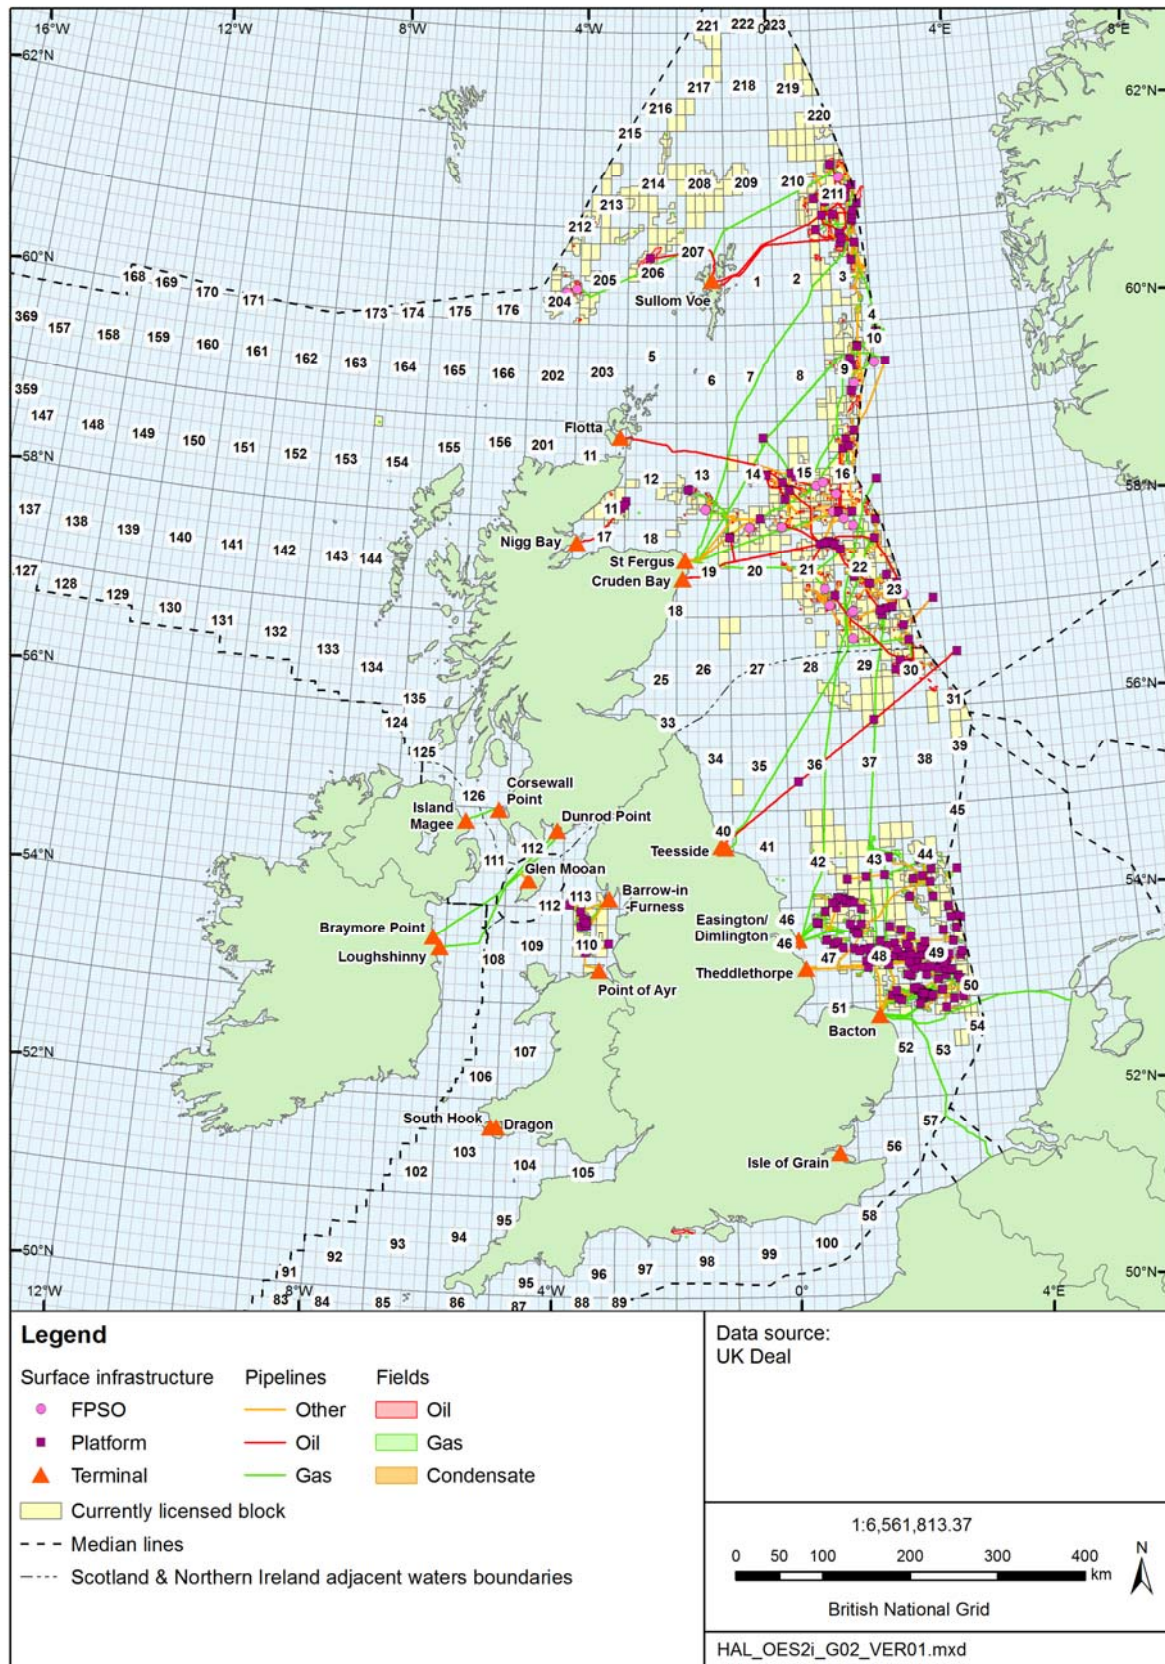 16°W 12°W 8°W 4°W 221 222 0° 223 4°E 8°E
62°N
217 218 219
62°N
216
220
215
214 208 209 210
211
213
212
60°N
207
206
205
1 2 3
168 169
204
Sullom Voe
60°N
170
171
173 174 175 176
4
369
157 158 159 160
10
161 162 163 164 165 166 202 203
5
6 7 8 9
359
147 148 149 150 151 152 153 154 155 156 201
Flotta
11
58°N
12 13 14 15 16
58°N
137 138 139 140 141 142 143 144
11
17
Nigg Bay
18
St Fergus
Cruden Bay
19 20 21 22
23
127 128 129 130 131 132 133 134
18
56°N
25 26 27 28 29 30
56°N
135
31
124
33
125
34 35 36 37 38 39
126
Corsewall
Point
Island
Magee
Dunrod Point
45
40
Teesside
41
54°N
111 112
Glen Mooan
42 43 44
54°N
112 113
Barrow-in
-Furness
Braymore Point
Easington/
Dimlington
46
46
Loughshinny
108 109 110
47 48 49
Theddlethorpe
50
Point of Ayr
51
54
Bacton
52°N
107
52 53
52°N
106
57
South Hook
Dragon
103
56
102
104 105
Isle of Grain
95
58
94
93
100
50°N
92
99
98
97
96
95
50°N
91
12°W 83 8°W 84 85 86 87 4°W 88 89 0° 4°E
Legend
Surface infrastructure Pipelines Fields
FPSO Other Oil
Platform Oil Gas
Terminal Gas Condensate
Currently licensed block
Median lines
Scotland & Northern Ireland adjacent waters boundaries
Data source:
UK Deal
1:6,561,813.37
0 50 100 200 300 400
km
N
British National Grid
HAL_OES2i_G02_VER01.mxd